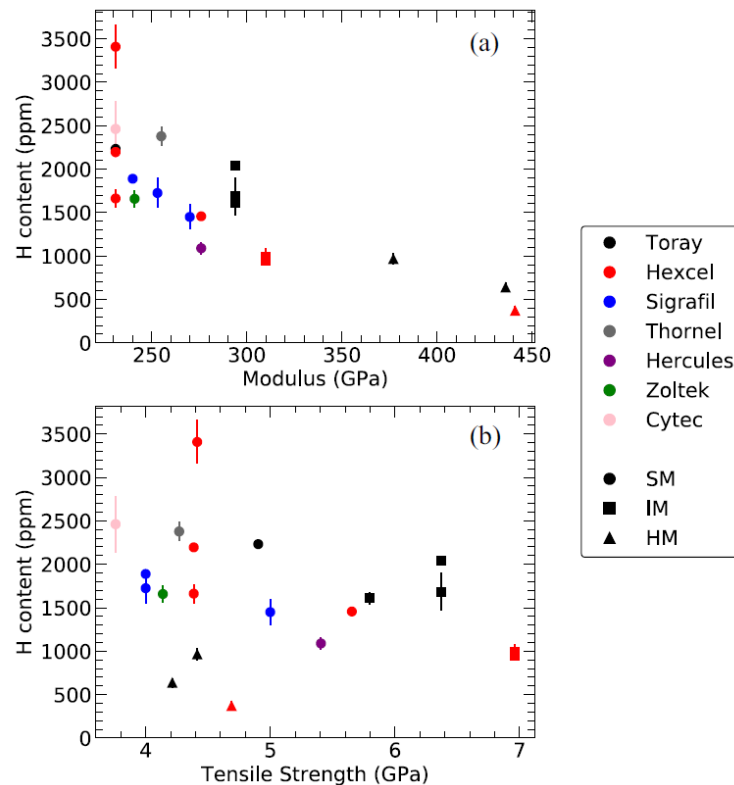 (a)
3500
3000
2500
2000
1500
1000
500
0
H content (ppm)
250 300 350 400 450
Modulus (GPa)
(b)
3500
3000
2500
2000
1500
1000
500
0
H content (ppm)
4 5 6 7
Tensile Strength (GPa)
Toray
Hexcel
Sigrafil
Thornel
Hercules
Zoltek
Cytec
SM
IM
HM